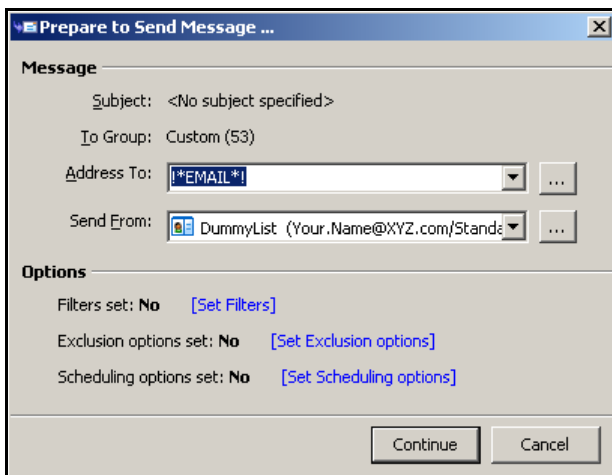 Prepare to Send Message ...
Message
Subject: <No subject specified>
To Group: Custom (53)
Address To: !*EMAIL*! ...
Send From: DummyList (Your.Name@XYZ.com/Standa ...
Options
Filters set: No [Set Filters]
Exclusion options set: No [Set Exclusion options]
Scheduling options set: No [Set Scheduling options]
Continue Cancel